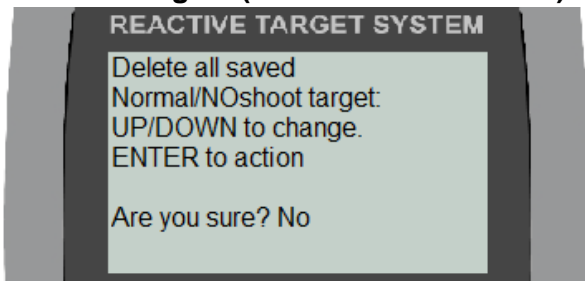 REACTIVE TARGET SYSTEM
Delete all saved
Normal/NOshoot target:
UP/DOWN to change.
ENTER to action
Are you sure? No